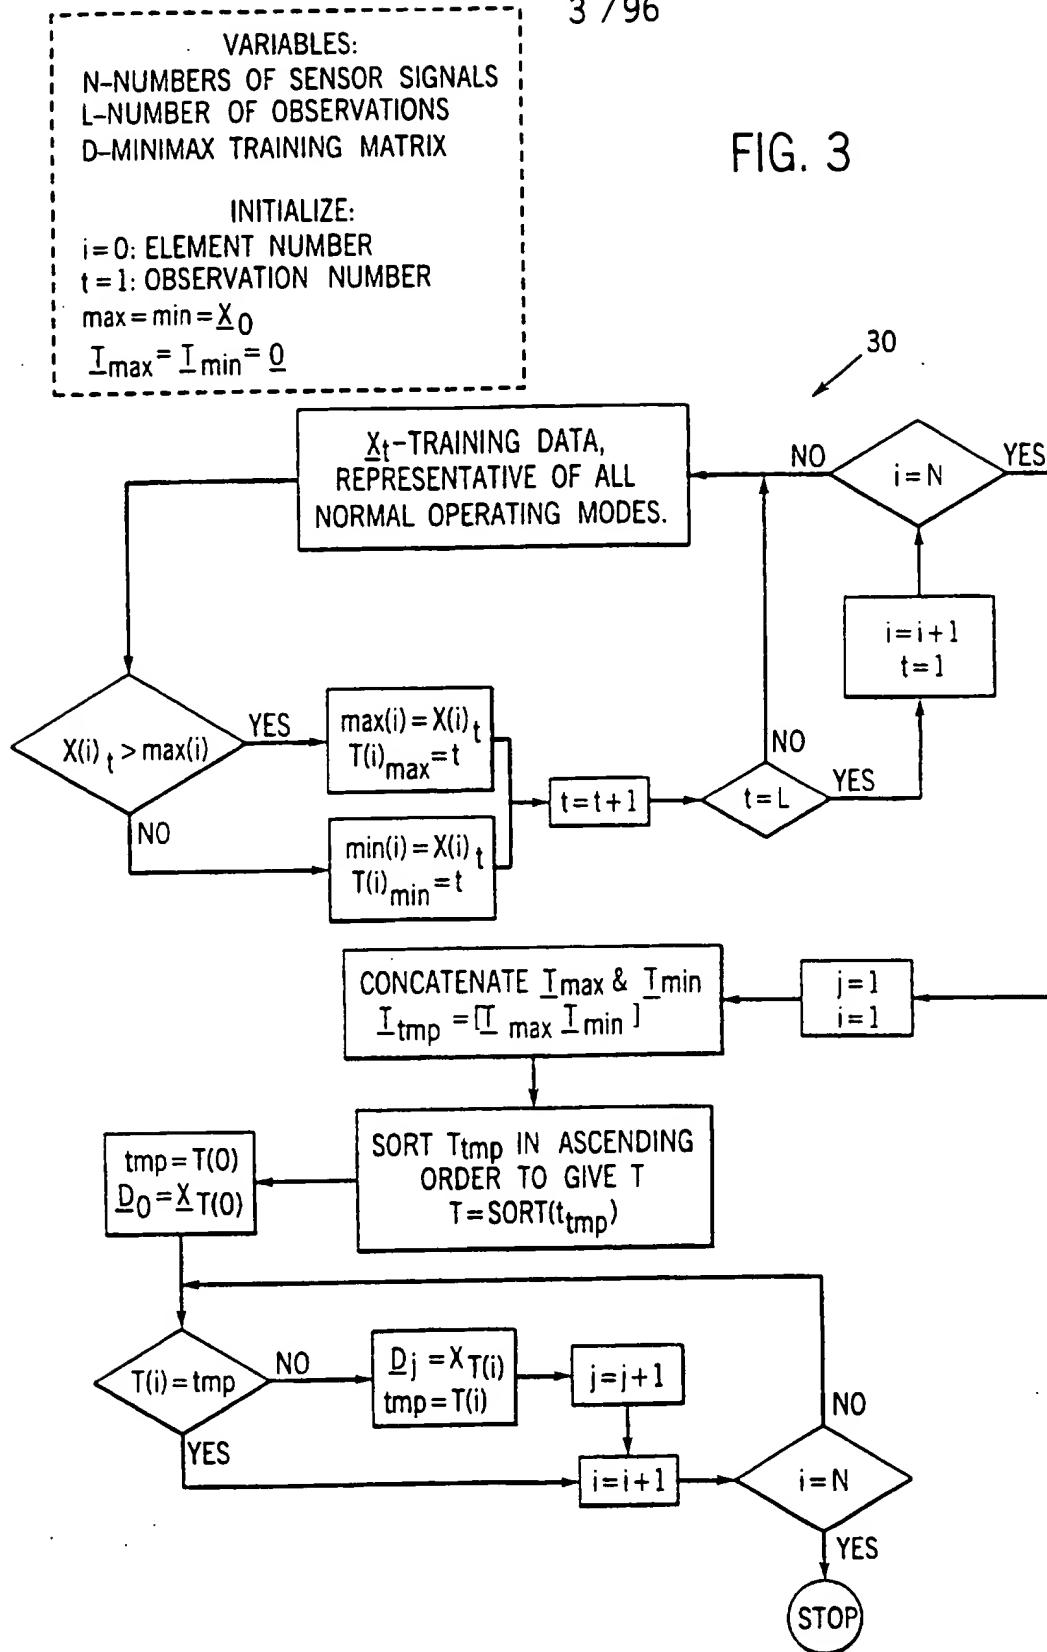 3 / 96
VARIABLES:
N-NUMBERS OF SENSOR SIGNALS
L-NUMBER OF OBSERVATIONS
D-MINIMAX TRAINING MATRIX
FIG. 3
INITIALIZE:
i=0: ELEMENT NUMBER
t=1: OBSERVATION NUMBER
max=min=X0
Tmax=Tmin=0
30
Xt-TRAINING DATA,
REPRESENTATIVE OF ALL
NORMAL OPERATING MODES.
NO
i=N
YES
i=i+1
t=1
X(i)t>max(i)
YES
max(i)=X(i)t
T(i)max=t
NO
min(i)=X(i)t
T(i)min=t
t=t+1
t=L
NO
YES
CONCATENATE Tmax & Tmin
Ttmp=[T max Tmin]
j=1
i=1
SORT Ttmp IN ASCENDING
ORDER TO GIVE T
T=SORT(ttmp)
tmp=T(0)
D0=XT(0)
T(i)=tmp
NO
Dj=XT(i)
tmp=T(i)
j=j+1
YES
i=i+1
i=N
NO
YES
STOP